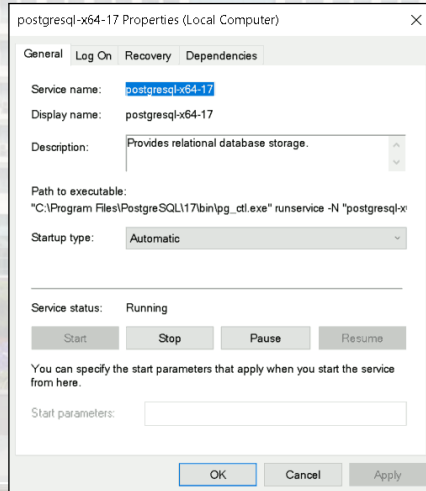 postgresql-x64-17 Properties (Local Computer)
General Log On Recovery Dependencies
Service name: postgresql-x64-17
Display name: postgresql-x64-17
Description: Provides relational database storage.
Path to executable:
"C:\Program Files\PostgreSQL\17\bin\pg_ctl.exe" runservice -N "postgresql-x
Startup type: Automatic
Service status: Running
Start Stop Pause Resume
You can specify the start parameters that apply when you start the service
from here.
Start parameters:
OK Cancel Apply